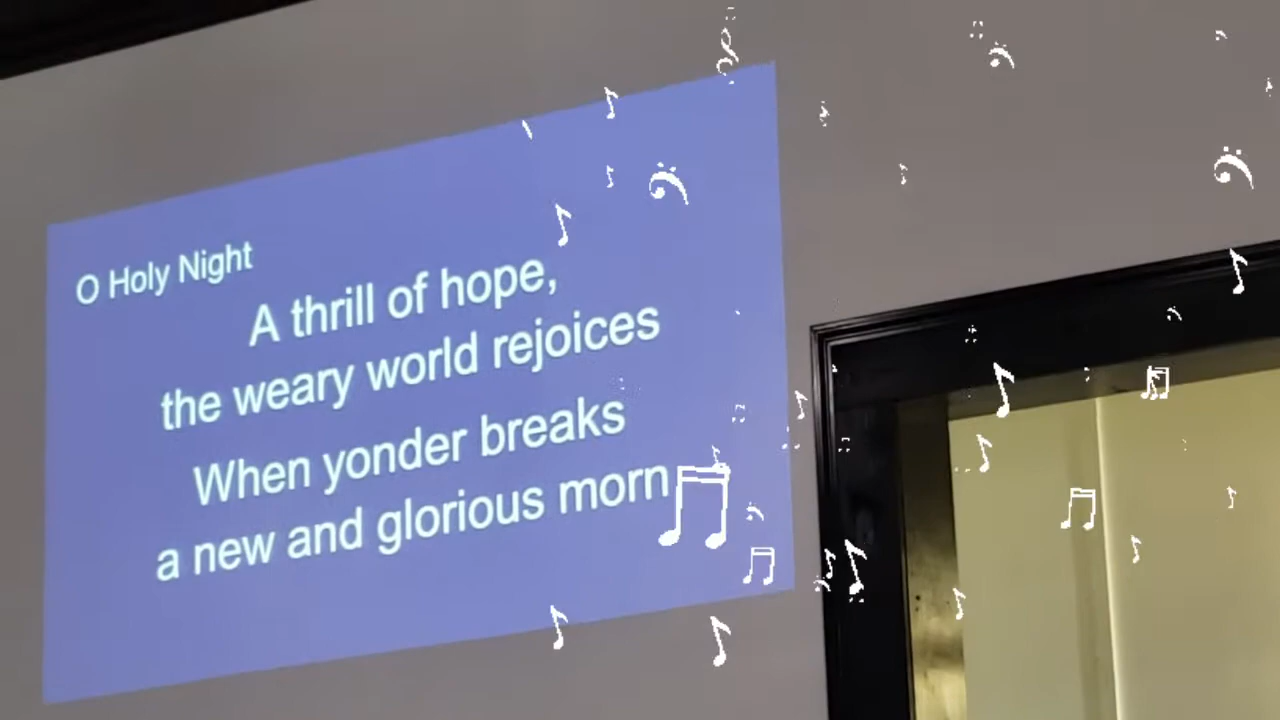 O Holy Night
A thrill of hope,
the weary world rejoices
When yonder breaks
a new and glorious morn